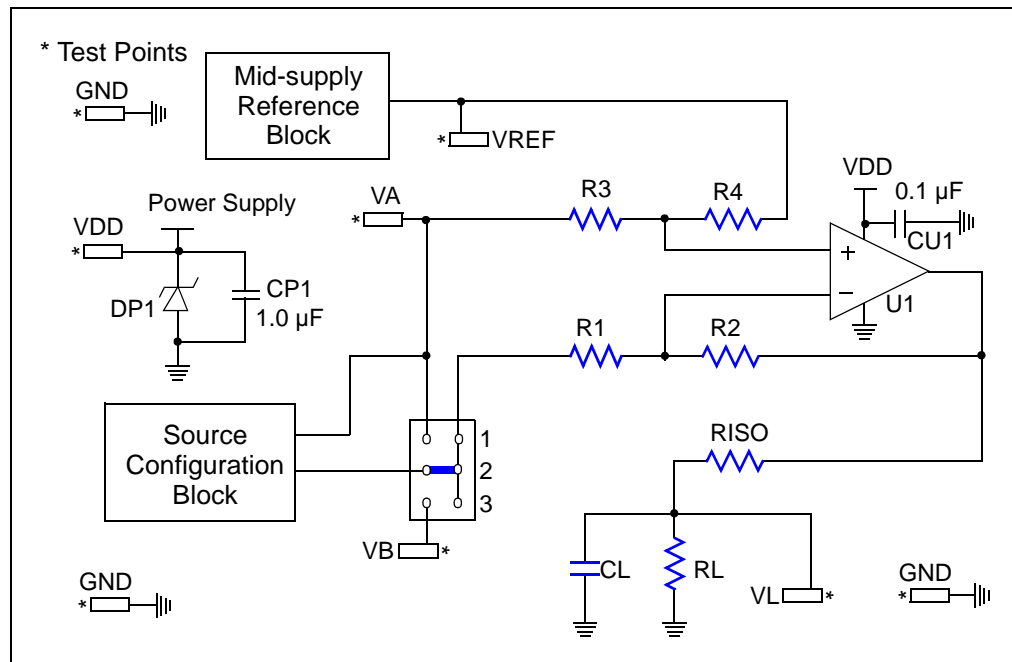 * Test Points
GND
*
Mid-supply
Reference
Block
* VREF
VDD
0.1 µF
CU1
R3
R4
VA
*
Power Supply
VDD
*
DP1
CP1
1.0 µF
+
−
U1
R1
R2
Source
Configuration
Block
1
2
3
RISO
VB *
CL
RL
VL *
GND
*
GND
*